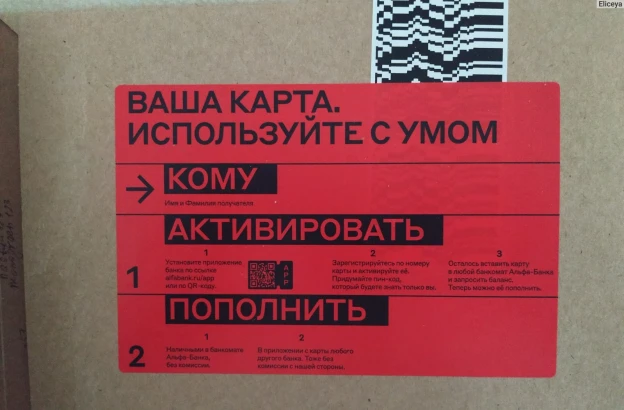 Eliceya
ВАША КАРТА.
ИСПОЛЬЗУЙТЕ С УМОМ
КОМУ
Имя и Фамилия получателя
АКТИВИРОВАТЬ
1
1
Установите приложение
банка по ссылке
alfabank.ru/app
или по QR-коду.
APP
2
Зарегистрируйтесь по номеру
карты и активируйте её.
Придумайте пин-код,
который будете знать только вы.
3
Осталось вставить карту
в любой банкомат Альфа-Банка
и запросить баланс.
Теперь можно её пополнить.
ПОПОЛНИТЬ
2
1
Наличными в банкомате
Альфа-Банка,
без комиссии.
2
В приложении с карты любого
другого банка. Тоже без
комиссии с нашей стороны.